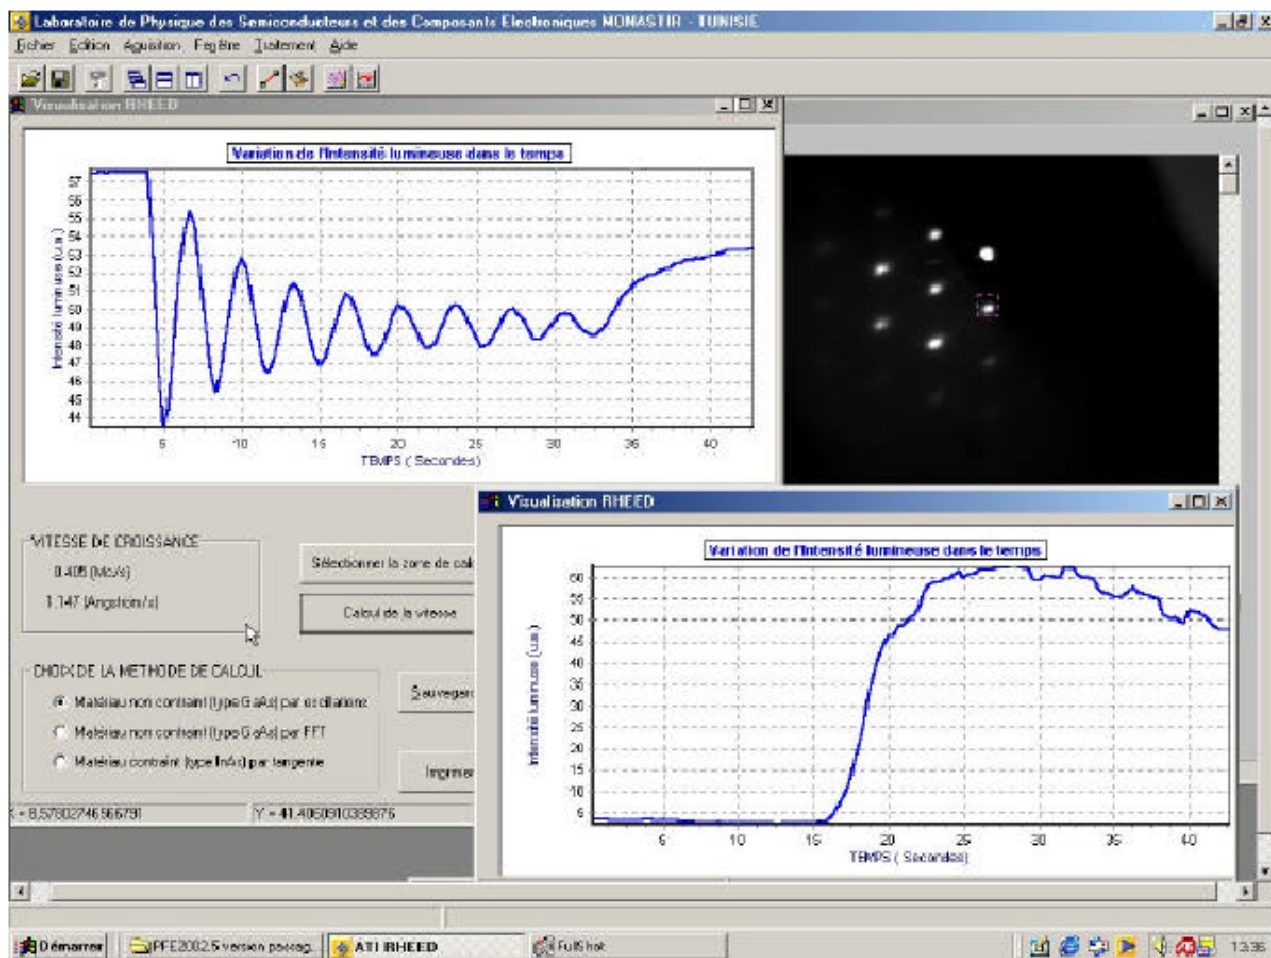 Laboratoire de Physique des Semiconducteurs et des Composants Electroniques MONASTIR - TUNISIE
Fichier Edition Aquisition Fenêtre Traitement Aide
Visualisation RHEED
Variation de l'Intensité lumineuse dans le temps
Intensité lumineuse (u.a.)
57
56
55
54
53
52
51
50
49
48
47
46
45
44
5 10 15 20 25 30 35 40
TEMPS ( Secondes)
Visualisation RHEED
Variation de l'Intensité lumineuse dans le temps
Intensité lumineuse (u.a.)
60
55
50
45
40
35
30
25
20
15
10
5
5 10 15 20 25 30 35 40
TEMPS ( Secondes)
VITESSE DE CROISSANCE
0.405 (Mc/s)
1.147 (Angström/s)
Sélectionner la zone de cal
Calcul de la vitesse
CHOIX DE LA METHODE DE CALCUL
Matériau non contraint (type GaAs) par oscillations
Matériau non contraint (type GaAs) par FFT
Matériau contraint (type InAs) par tangente
Sauvegar
Imprimer
Démarrer
ATI RHEED
FullShot
13:36